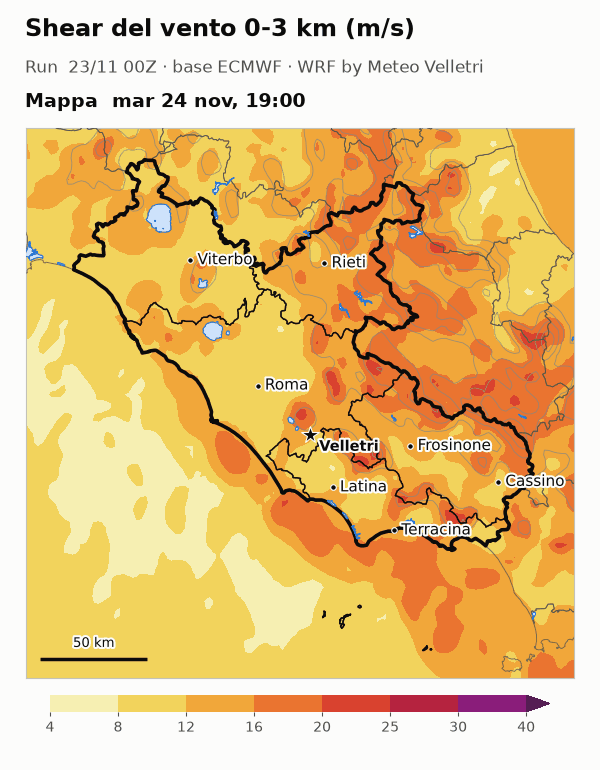 Shear del vento 0-3 km (m/s)
Run  23/11 00Z · base ECMWF · WRF by Meteo Velletri
Mappa  mar 24 nov, 19:00
Viterbo
Rieti
Roma
Velletri
Frosinone
Latina
Cassino
Terracina
50 km
4 8 12 16 20 25 30 40